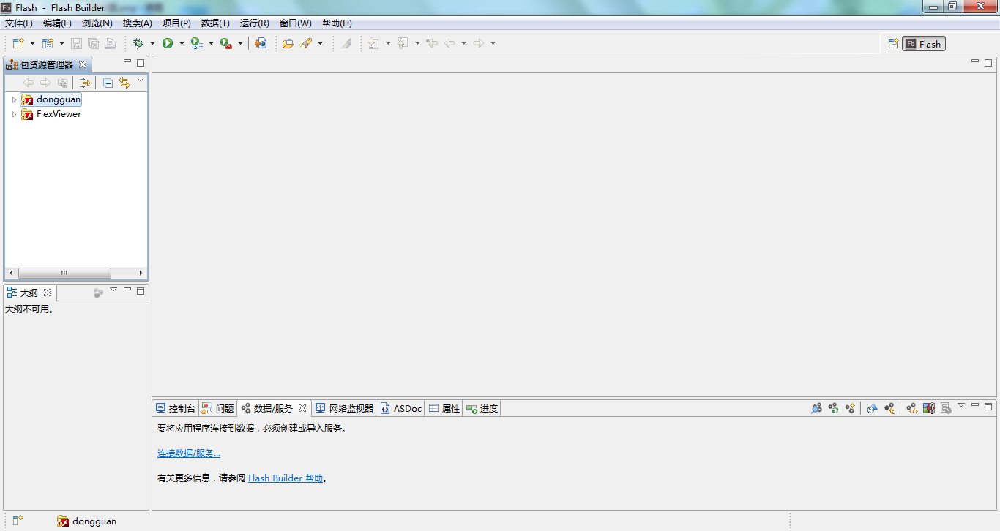 Fb Flash - Flash Builder
文件(F) 编辑(E) 浏览(N) 搜索(A) 项目(P) 数据(T) 运行(R) 窗口(W) 帮助(H)
Fb Flash
包资源管理器
dongguan
FlexViewer
大纲
大纲不可用。
控制台 问题 数据/服务 网络监视器 ASDoc 属性 进度
要将应用程序连接到数据，必须创建或导入服务。
连接数据/服务...
有关更多信息，请参阅 Flash Builder 帮助。
dongguan